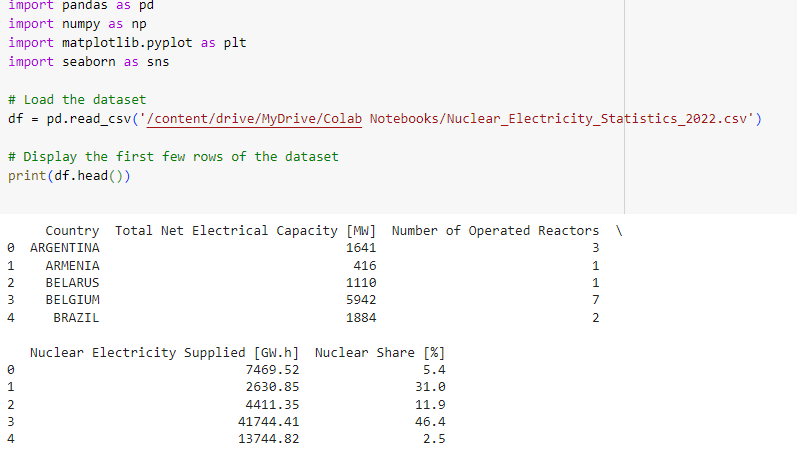 import pandas as pd
import numpy as np
import matplotlib.pyplot as plt
import seaborn as sns
# Load the dataset
df = pd.read_csv('/content/drive/MyDrive/Colab Notebooks/Nuclear_Electricity_Statistics_2022.csv')
# Display the first few rows of the dataset
print(df.head())
Country Total Net Electrical Capacity [MW] Number of Operated Reactors \
0 ARGENTINA 1641 3
1 ARMENIA 416 1
2 BELARUS 1110 1
3 BELGIUM 5942 7
4 BRAZIL 1884 2
Nuclear Electricity Supplied [GW.h] Nuclear Share [%]
0 7469.52 5.4
1 2630.85 31.0
2 4411.35 11.9
3 41744.41 46.4
4 13744.82 2.5